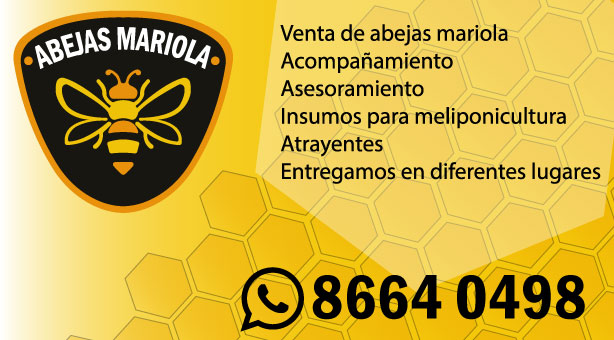 ABEJAS MARIOLA
Venta de abejas mariola
Acompañamiento
Asesoramiento
Insumos para meliponicultura
Atrayentes
Entregamos en diferentes lugares
8664 0498